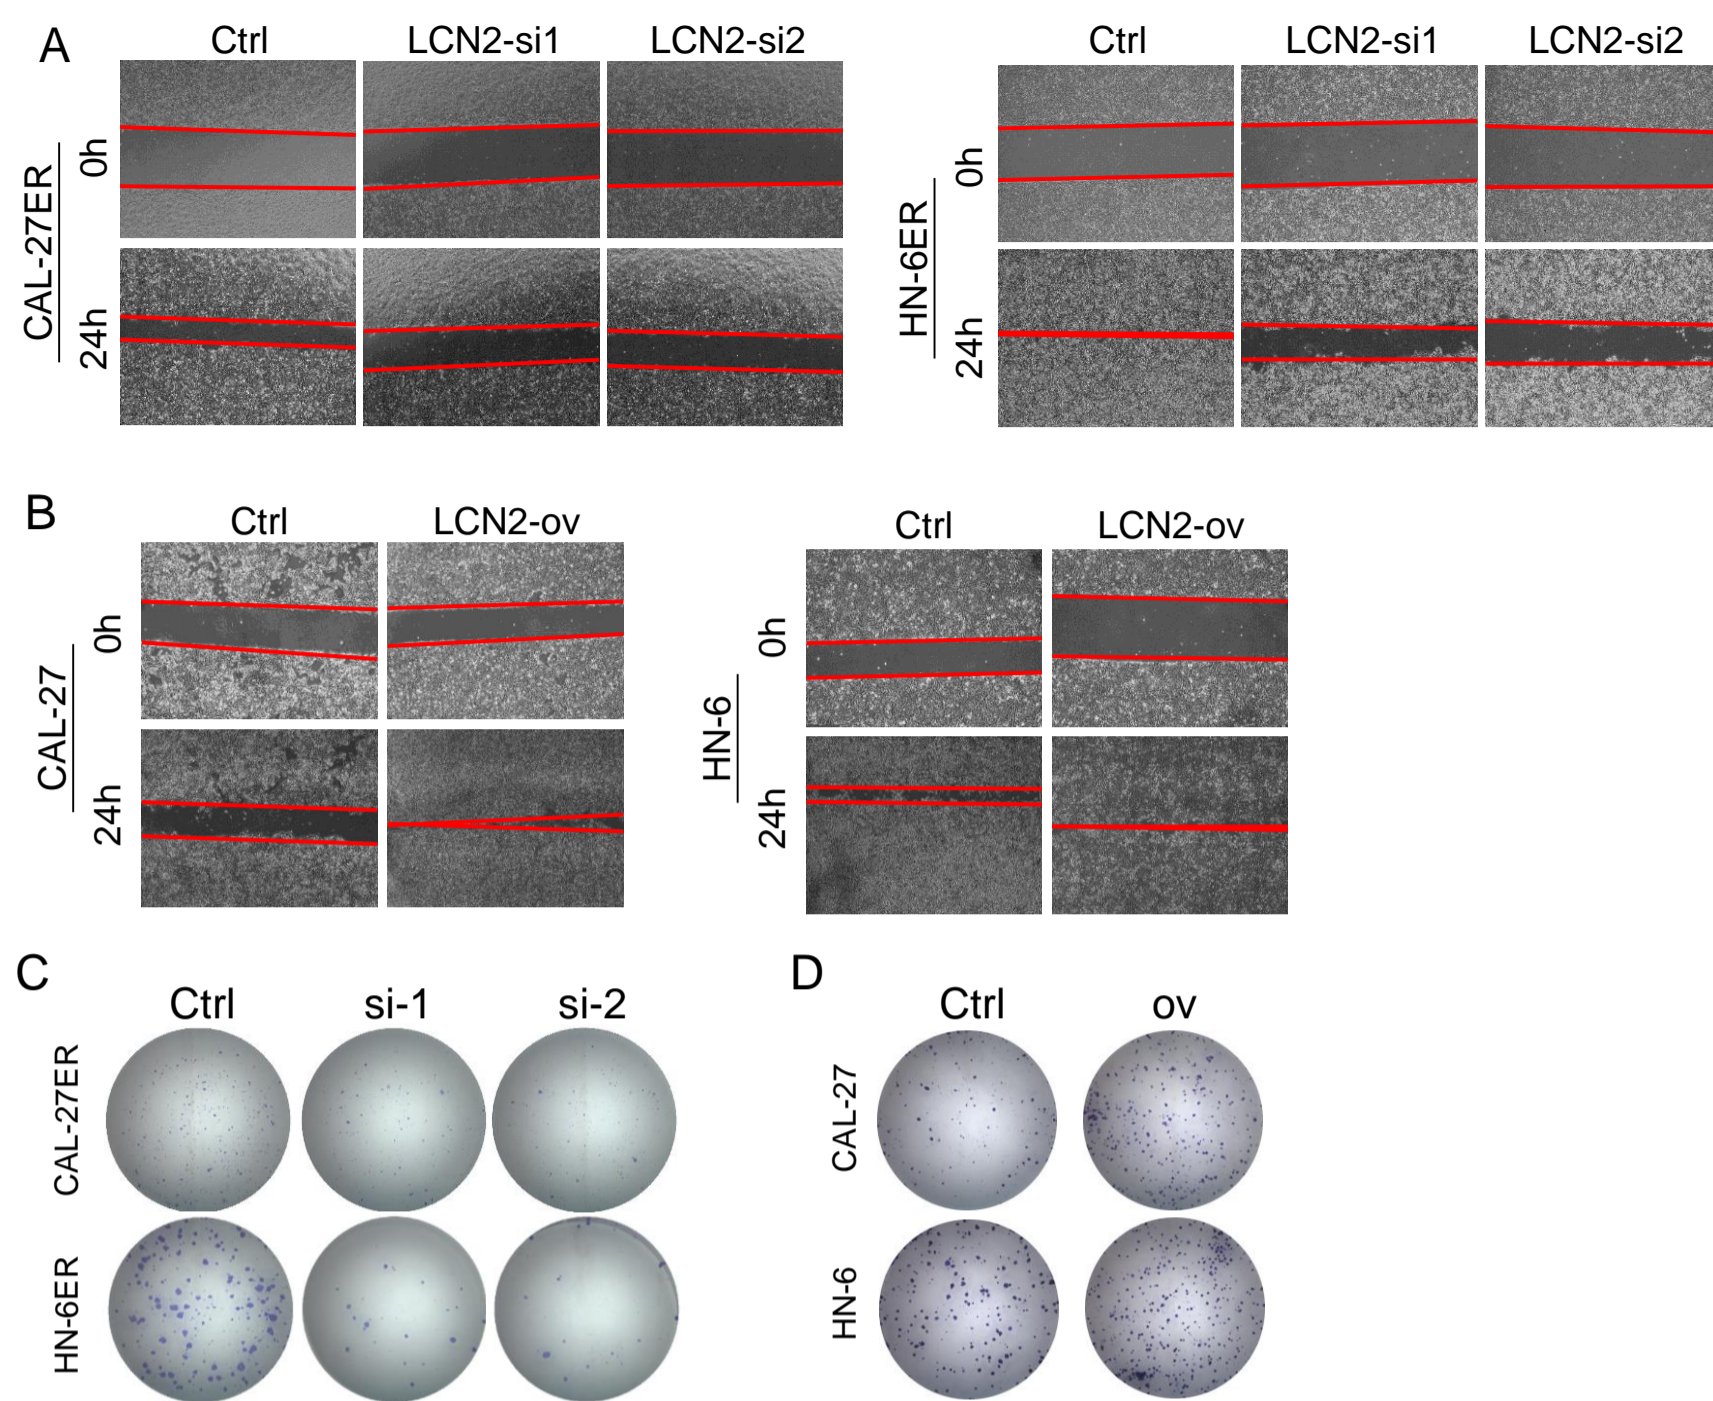 A
Ctrl LCN2-si1 LCN2-si2 Ctrl LCN2-si1 LCN2-si2
CAL-27ER
0h
24h
HN-6ER
0h
24h
B
Ctrl LCN2-ov Ctrl LCN2-ov
CAL-27
0h
24h
HN-6
0h
24h
C
Ctrl si-1 si-2
CAL-27ER
HN-6ER
D
Ctrl ov
CAL-27
HN-6